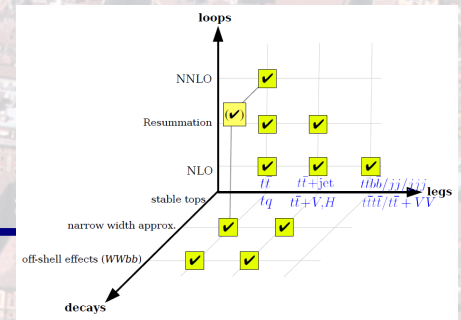 loops
NNLO
(✔)
Resummation
NLO
tt̄ tt̄+jet tt̄bb̄/jj/jjj
legs
stable tops
tq tt̄+V,H tt̄tt̄/tt̄+VV
narrow width approx.
off-shell effects (WWbb)
decays